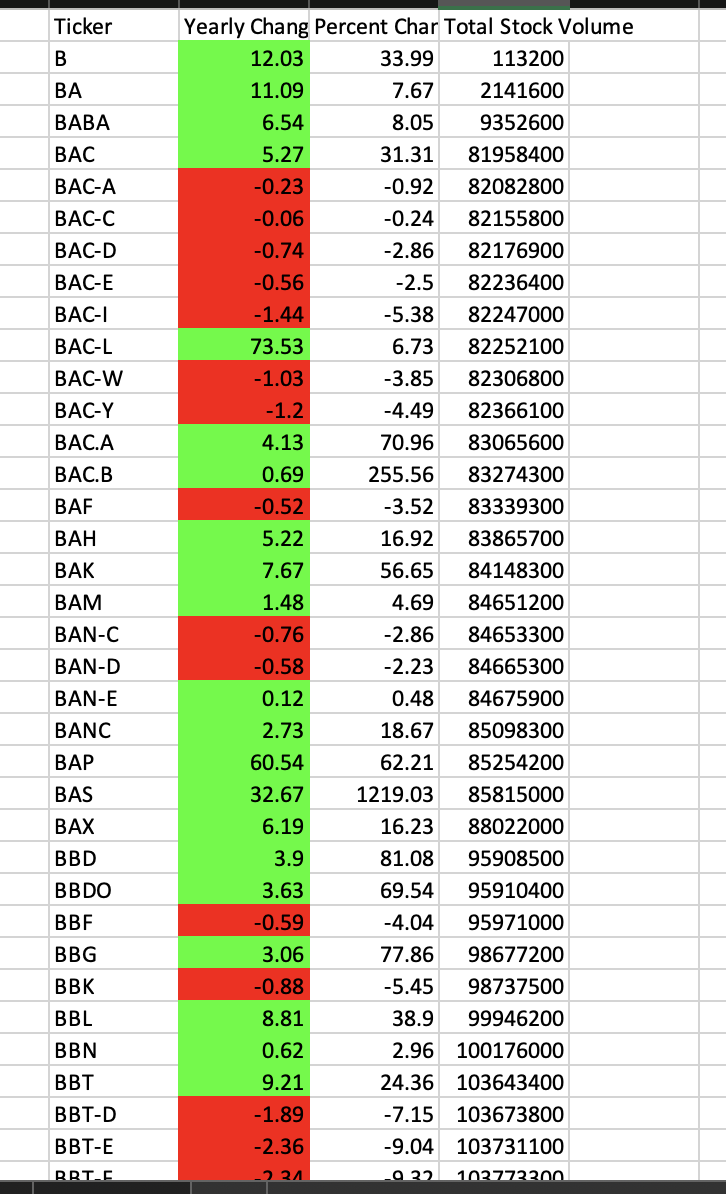 Ticker Yearly Chang Percent Char Total Stock Volume
B 12.03 33.99 113200
BA 11.09 7.67 2141600
BABA 6.54 8.05 9352600
BAC 5.27 31.31 81958400
BAC-A -0.23 -0.92 82082800
BAC-C -0.06 -0.24 82155800
BAC-D -0.74 -2.86 82176900
BAC-E -0.56 -2.5 82236400
BAC-I -1.44 -5.38 82247000
BAC-L 73.53 6.73 82252100
BAC-W -1.03 -3.85 82306800
BAC-Y -1.2 -4.49 82366100
BAC.A 4.13 70.96 83065600
BAC.B 0.69 255.56 83274300
BAF -0.52 -3.52 83339300
BAH 5.22 16.92 83865700
BAK 7.67 56.65 84148300
BAM 1.48 4.69 84651200
BAN-C -0.76 -2.86 84653300
BAN-D -0.58 -2.23 84665300
BAN-E 0.12 0.48 84675900
BANC 2.73 18.67 85098300
BAP 60.54 62.21 85254200
BAS 32.67 1219.03 85815000
BAX 6.19 16.23 88022000
BBD 3.9 81.08 95908500
BBDO 3.63 69.54 95910400
BBF -0.59 -4.04 95971000
BBG 3.06 77.86 98677200
BBK -0.88 -5.45 98737500
BBL 8.81 38.9 99946200
BBN 0.62 2.96 100176000
BBT 9.21 24.36 103643400
BBT-D -1.89 -7.15 103673800
BBT-E -2.36 -9.04 103731100
-2.34 -9.32 103773300